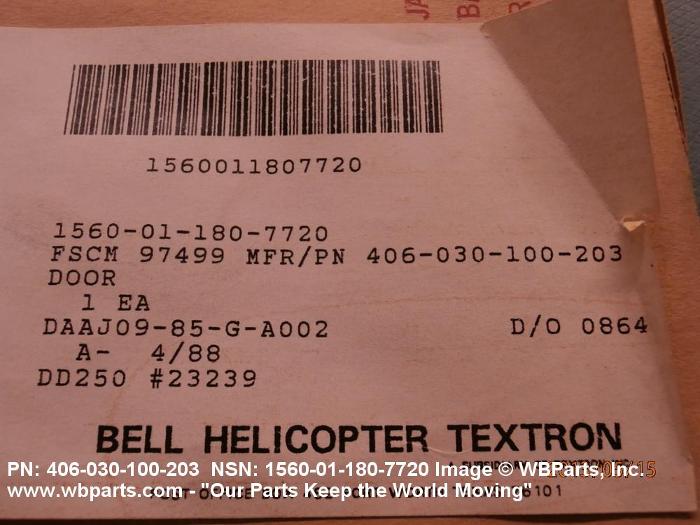 JA
BA
1560011807720
1560-01-180-7720
FSCM 97499 MFR/PN 406-030-100-203
DOOR
1 EA
DAAJ09-85-G-A002 D/O 0864
A- 4/88
DD250 #23239
BELL HELICOPTER TEXTRON
PN: 406-030-100-203 NSN: 1560-01-180-7720 Image © WBParts, Inc.
www.wbparts.com - "Our Parts Keep the World Moving"